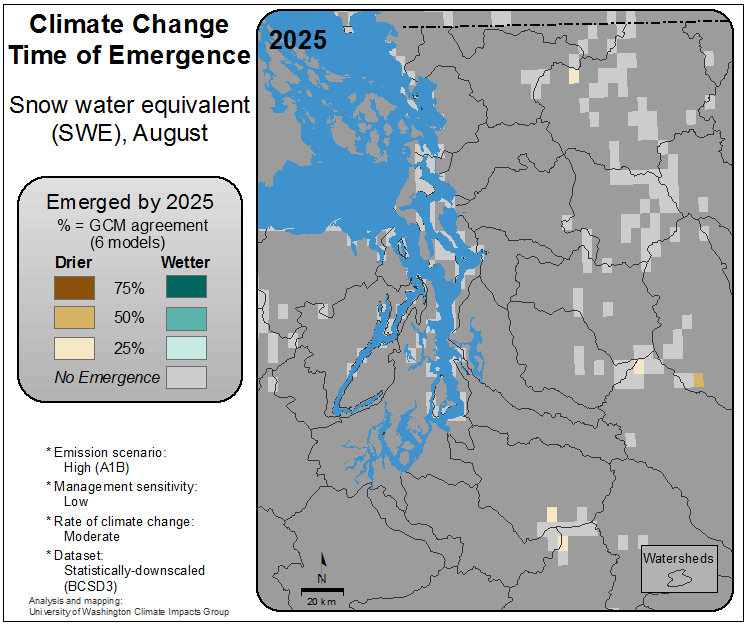 Climate Change
Time of Emergence
Snow water equivalent
(SWE), August
Emerged by 2025
% = GCM agreement
(6 models)
Drier Wetter
75%
50%
25%
No Emergence
* Emission scenario:
High (A1B)
* Management sensitivity:
Low
* Rate of climate change:
Moderate
* Dataset:
Statistically-downscaled
(BCSD3)
Analysis and mapping:
University of Washington Climate Impacts Group
2025
N
20 km
Watersheds